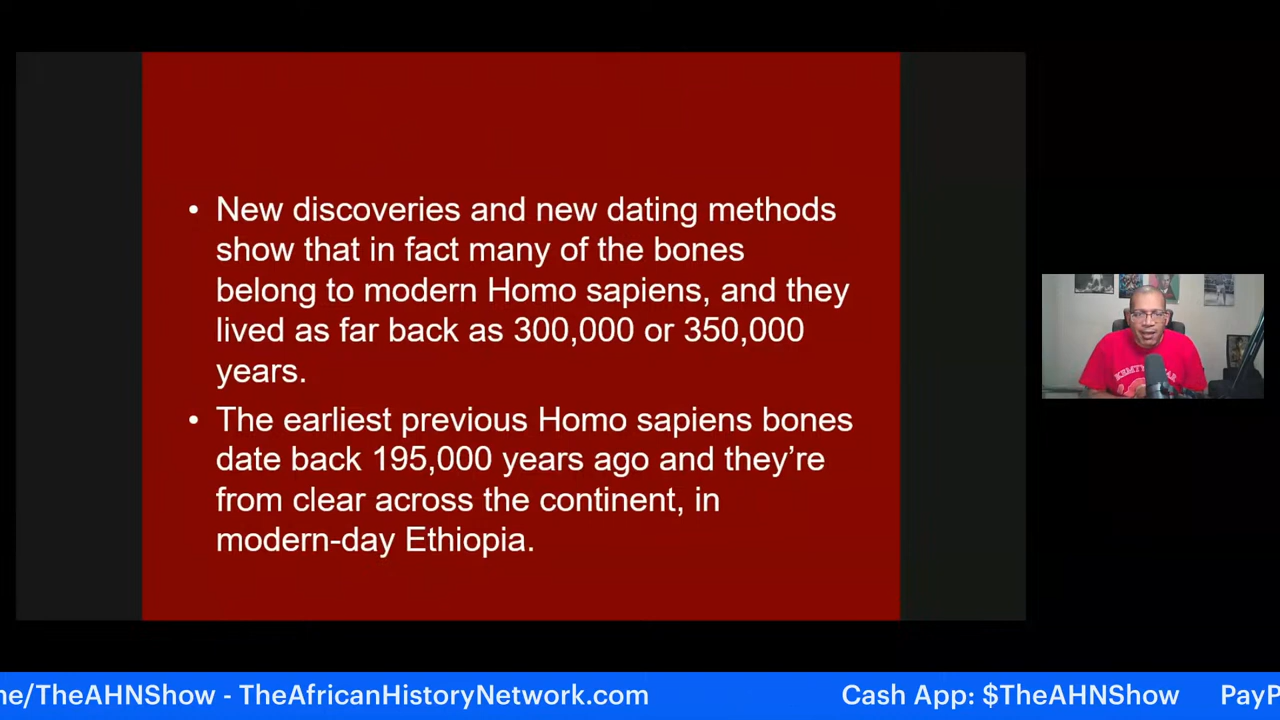 • New discoveries and new dating methods
show that in fact many of the bones
belong to modern Homo sapiens, and they
lived as far back as 300,000 or 350,000
years.
• The earliest previous Homo sapiens bones
date back 195,000 years ago and they’re
from clear across the continent, in
modern-day Ethiopia.
me/TheAHNShow - TheAfricanHistoryNetwork.com Cash App: $TheAHNShow PayP